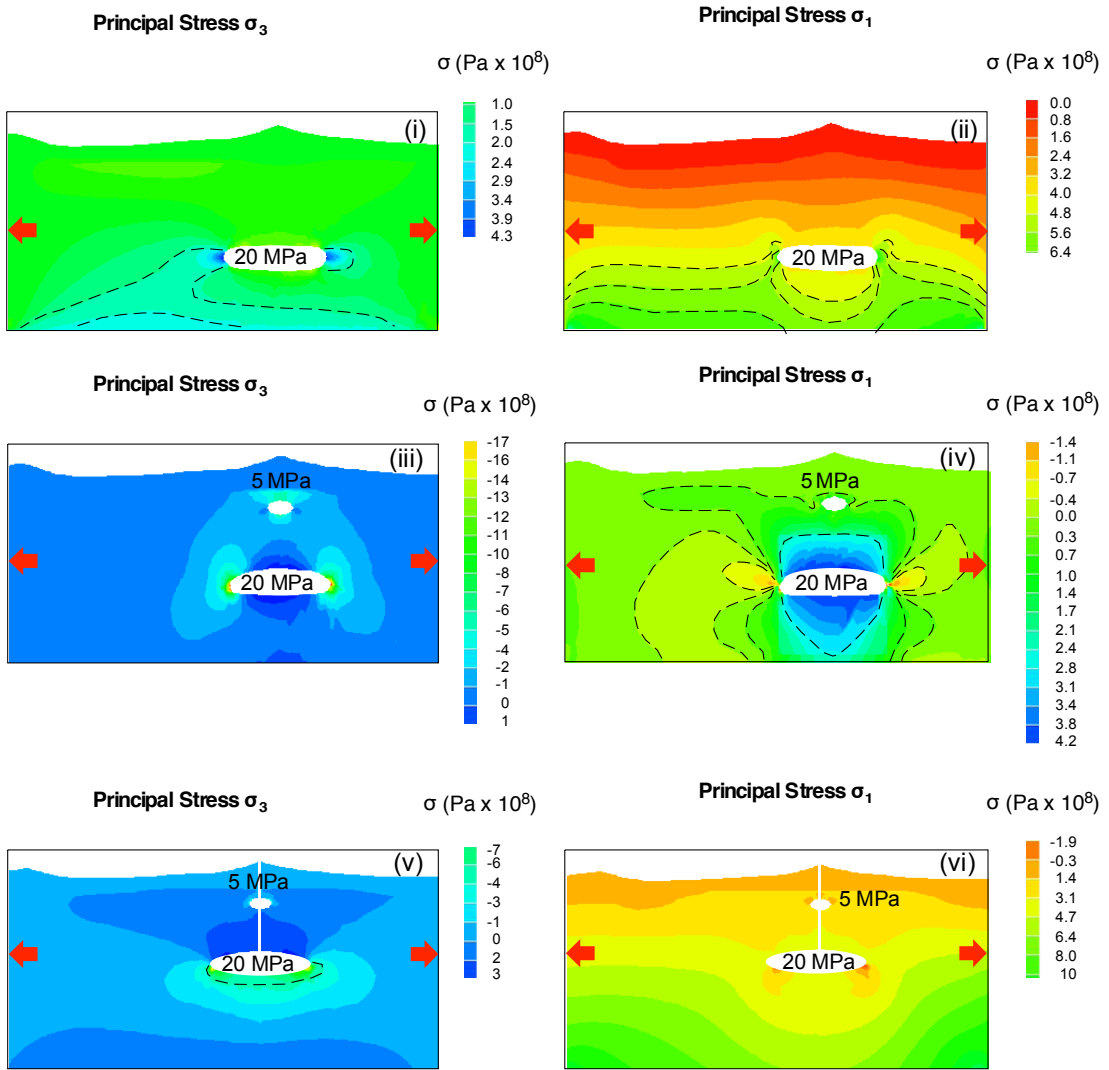 Principal Stress σ3
σ (Pa x 10^8)
(i)
20 MPa
1.0
1.5
2.0
2.4
2.9
3.4
3.9
4.3
Principal Stress σ1
σ (Pa x 10^8)
(ii)
20 MPa
0.0
0.8
1.6
2.4
3.2
4.0
4.8
5.6
6.4
Principal Stress σ3
σ (Pa x 10^8)
(iii)
5 MPa
20 MPa
-17
-16
-14
-13
-11
-10
-8
-7
-6
-5
-4
-2
-1
0
1
Principal Stress σ1
σ (Pa x 10^8)
(iv)
5 MPa
20 MPa
-1.4
-1.1
-0.7
-0.4
0.0
0.3
0.7
1.0
1.4
1.7
2.1
2.4
2.8
3.1
3.4
3.8
4.2
Principal Stress σ3
σ (Pa x 10^8)
(v)
5 MPa
20 MPa
-7
-6
-4
-3
-1
0
2
3
Principal Stress σ1
σ (Pa x 10^8)
(vi)
5 MPa
20 MPa
-1.9
-0.3
1.4
3.1
4.7
6.4
8.0
10